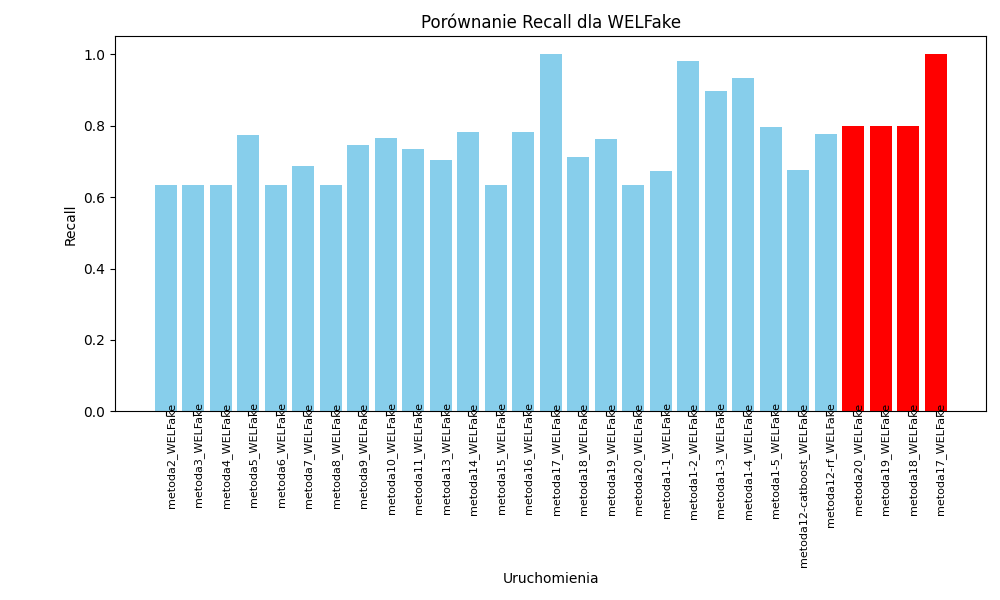 Porównanie Recall dla WELFake
1.0
0.8
0.6
0.4
0.2
0.0
Recall
metoda2_WELFake
metoda3_WELFake
metoda4_WELFake
metoda5_WELFake
metoda6_WELFake
metoda7_WELFake
metoda8_WELFake
metoda9_WELFake
metoda10_WELFake
metoda11_WELFake
metoda13_WELFake
metoda14_WELFake
metoda15_WELFake
metoda16_WELFake
metoda17_WELFake
metoda18_WELFake
metoda19_WELFake
metoda20_WELFake
metoda1-1_WELFake
metoda1-2_WELFake
metoda1-3_WELFake
metoda1-4_WELFake
metoda1-5_WELFake
metoda12-catboost_WELFake
metoda12-rf_WELFake
metoda20_WELFake
metoda19_WELFake
metoda18_WELFake
metoda17_WELFake
Uruchomienia